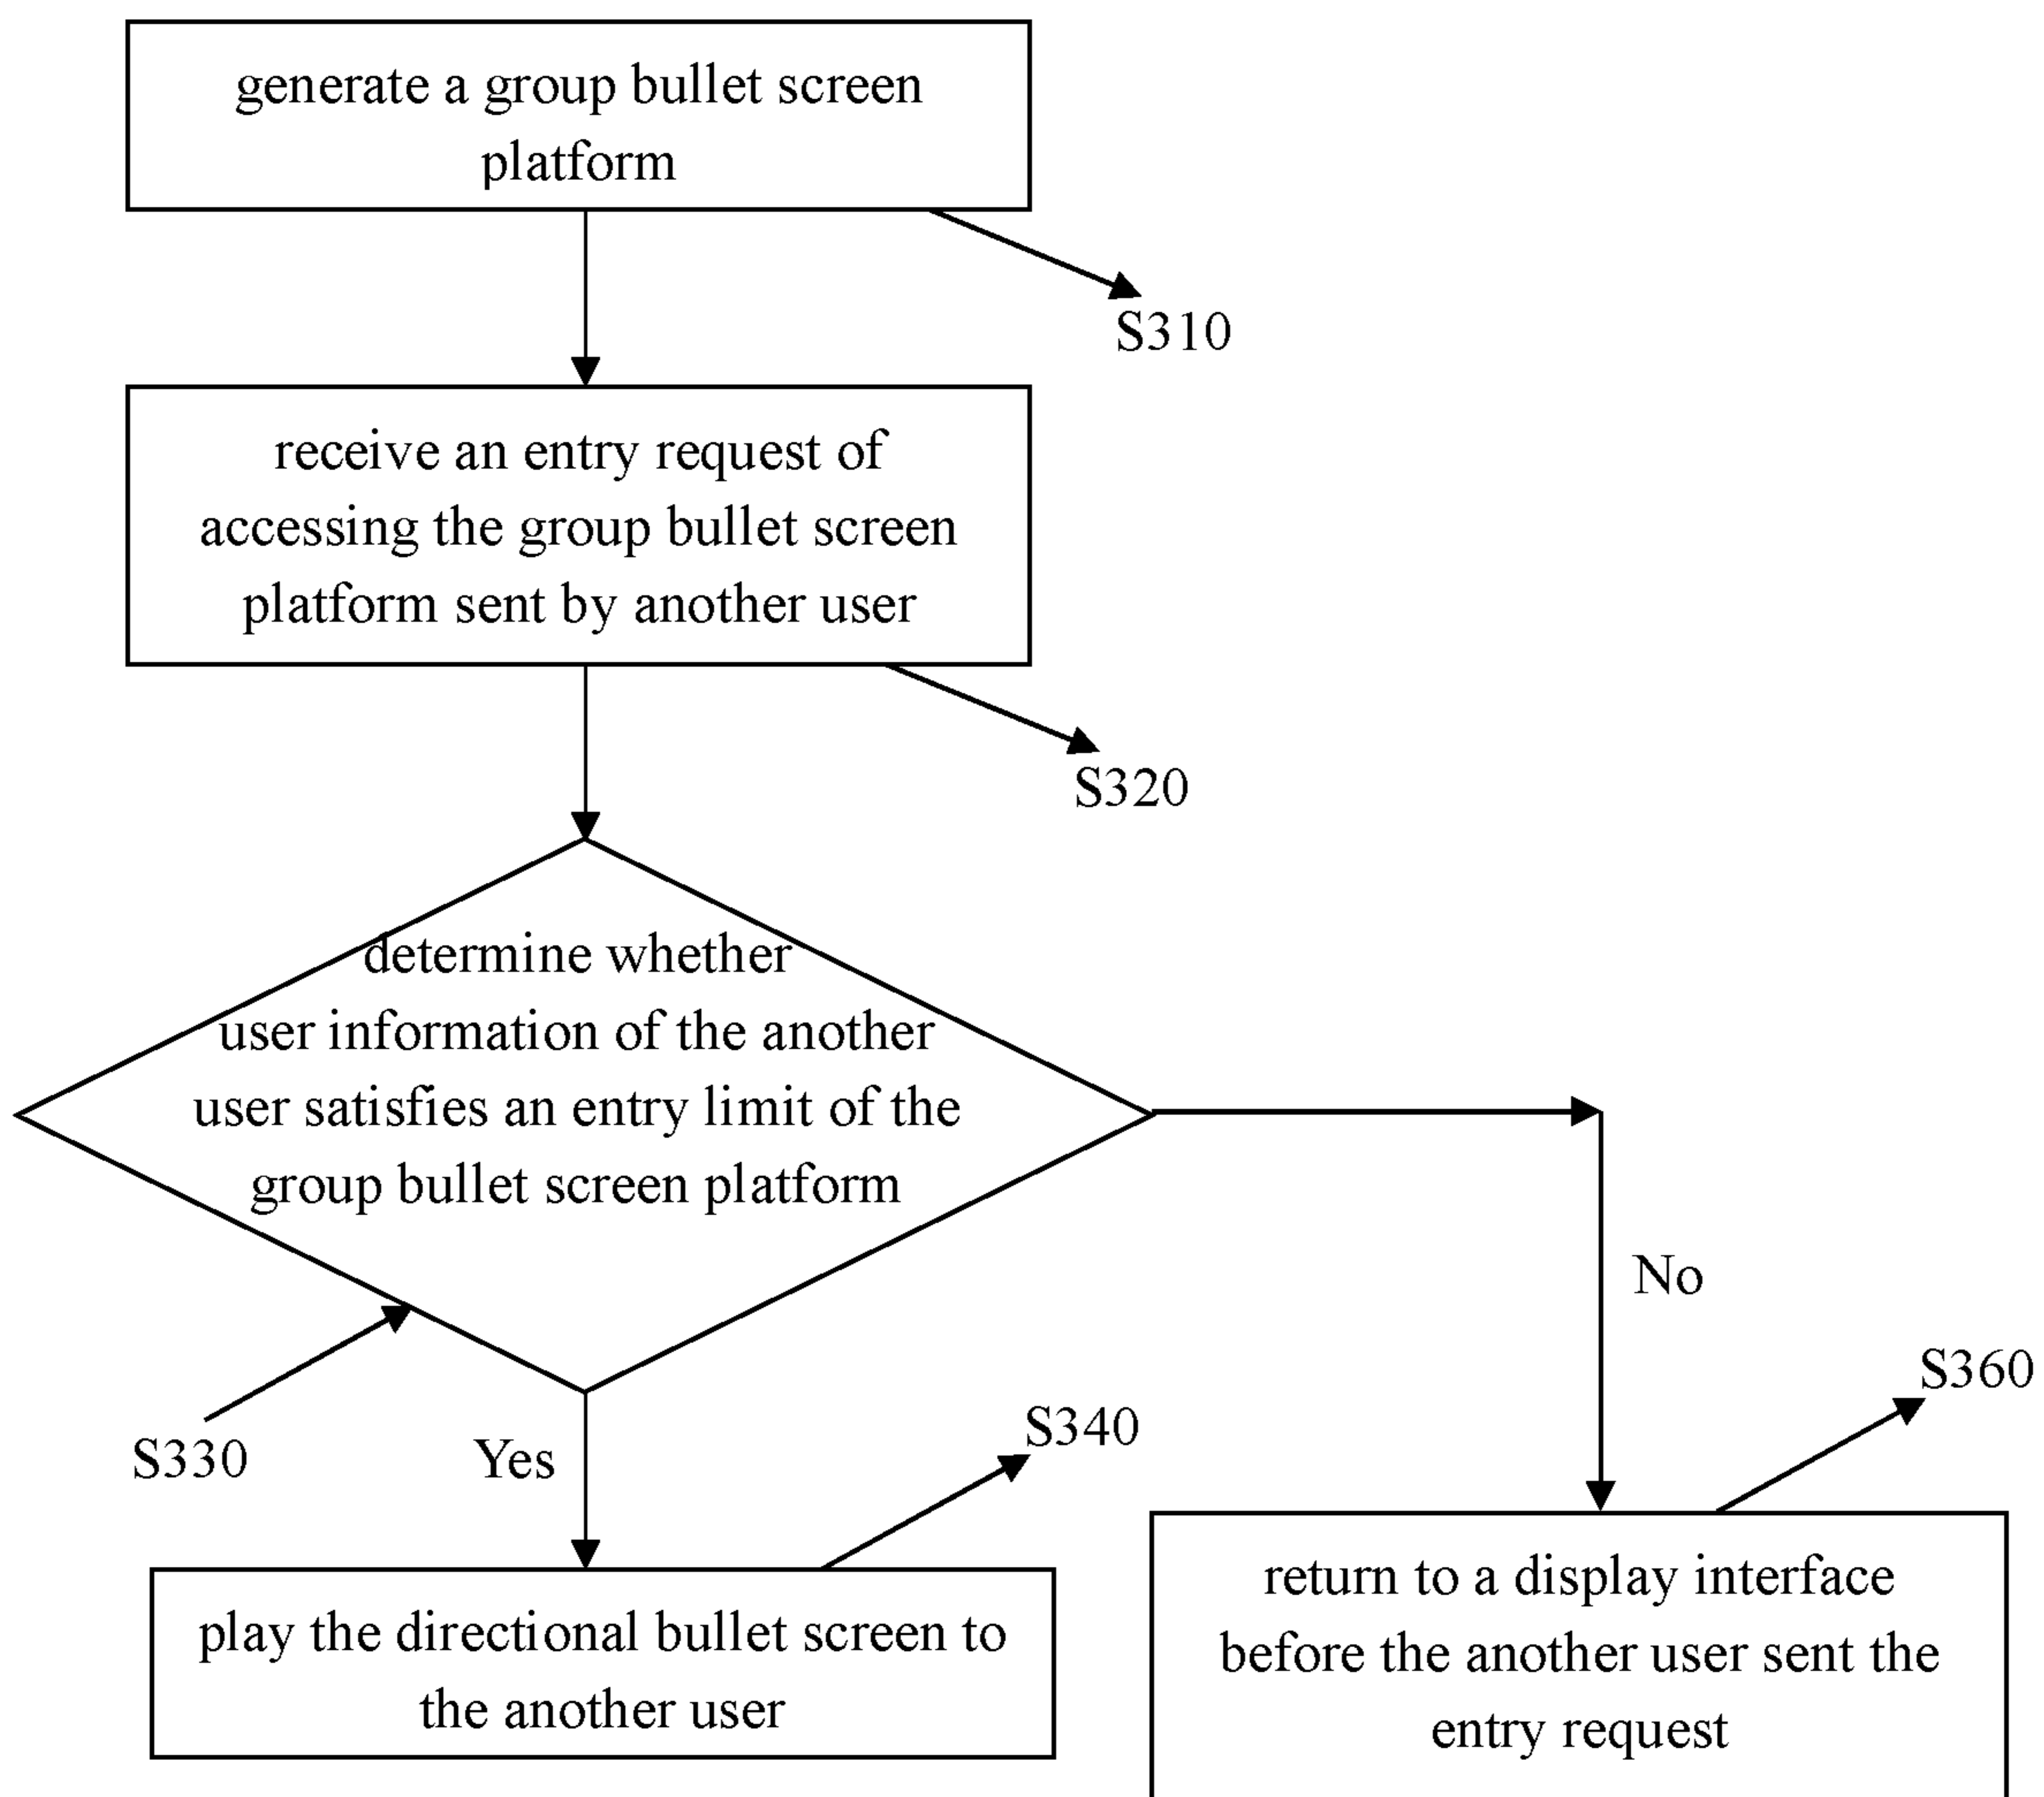 generate a group bullet screen
platform
S310
receive an entry request of
accessing the group bullet screen
platform sent by another user
S320
determine whether
user information of the another
user satisfies an entry limit of the
group bullet screen platform
No
S360
S330
Yes
S340
play the directional bullet screen to
the another user
return to a display interface
before the another user sent the
entry request